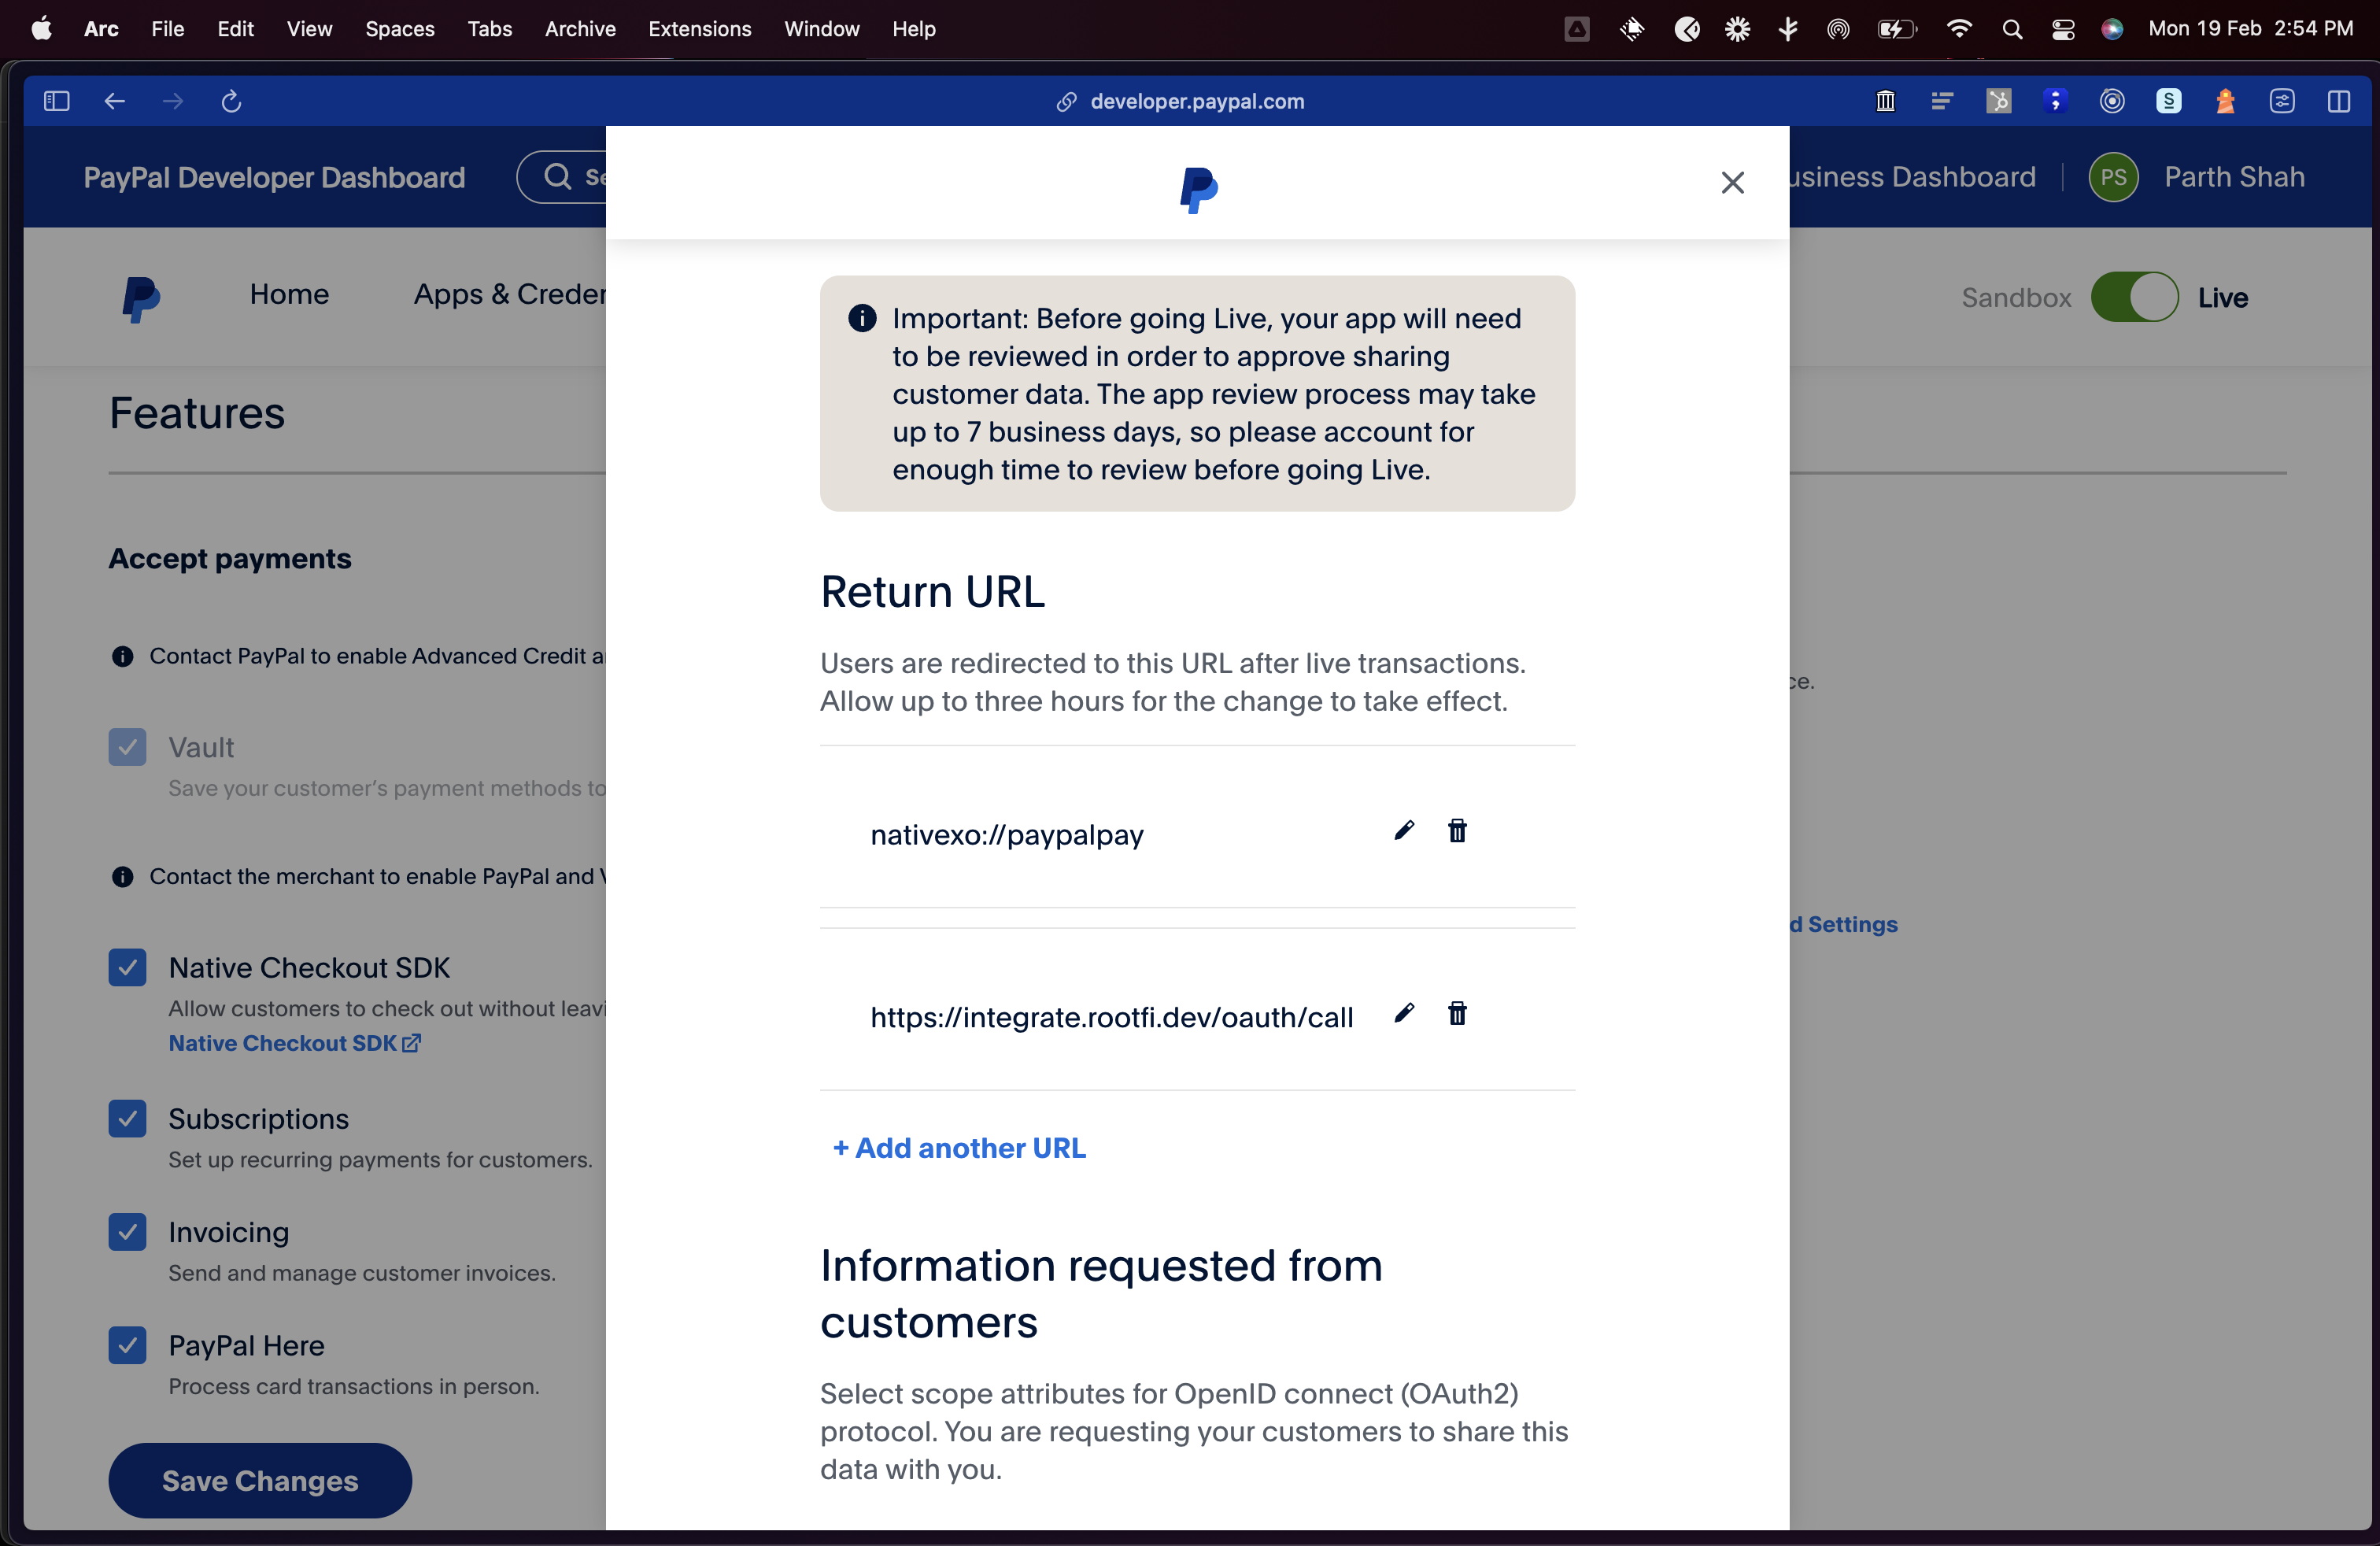 Arc File Edit View Spaces Tabs Archive Extensions Window Help
Mon 19 Feb 2:54 PM
developer.paypal.com
PayPal Developer Dashboard
usiness Dashboard
PS
Parth Shah
Home
Apps & Creder
Sandbox
Live
Features
Accept payments
Contact PayPal to enable Advanced Credit
Vault
Save your customer's payment methods to
Contact the merchant to enable PayPal and
Native Checkout SDK
Allow customers to check out without leavi
Native Checkout SDK
Subscriptions
Set up recurring payments for customers.
Invoicing
Send and manage customer invoices.
PayPal Here
Process card transactions in person.
Save Changes
Important: Before going Live, your app will need
to be reviewed in order to approve sharing
customer data. The app review process may take
up to 7 business days, so please account for
enough time to review before going Live.
Return URL
Users are redirected to this URL after live transactions.
Allow up to three hours for the change to take effect.
nativexo://paypalpay
https://integrate.rootfi.dev/oauth/call
+ Add another URL
Information requested from
customers
Select scope attributes for OpenID connect (OAuth2)
protocol. You are requesting your customers to share this
data with you.
ce.
d Settings